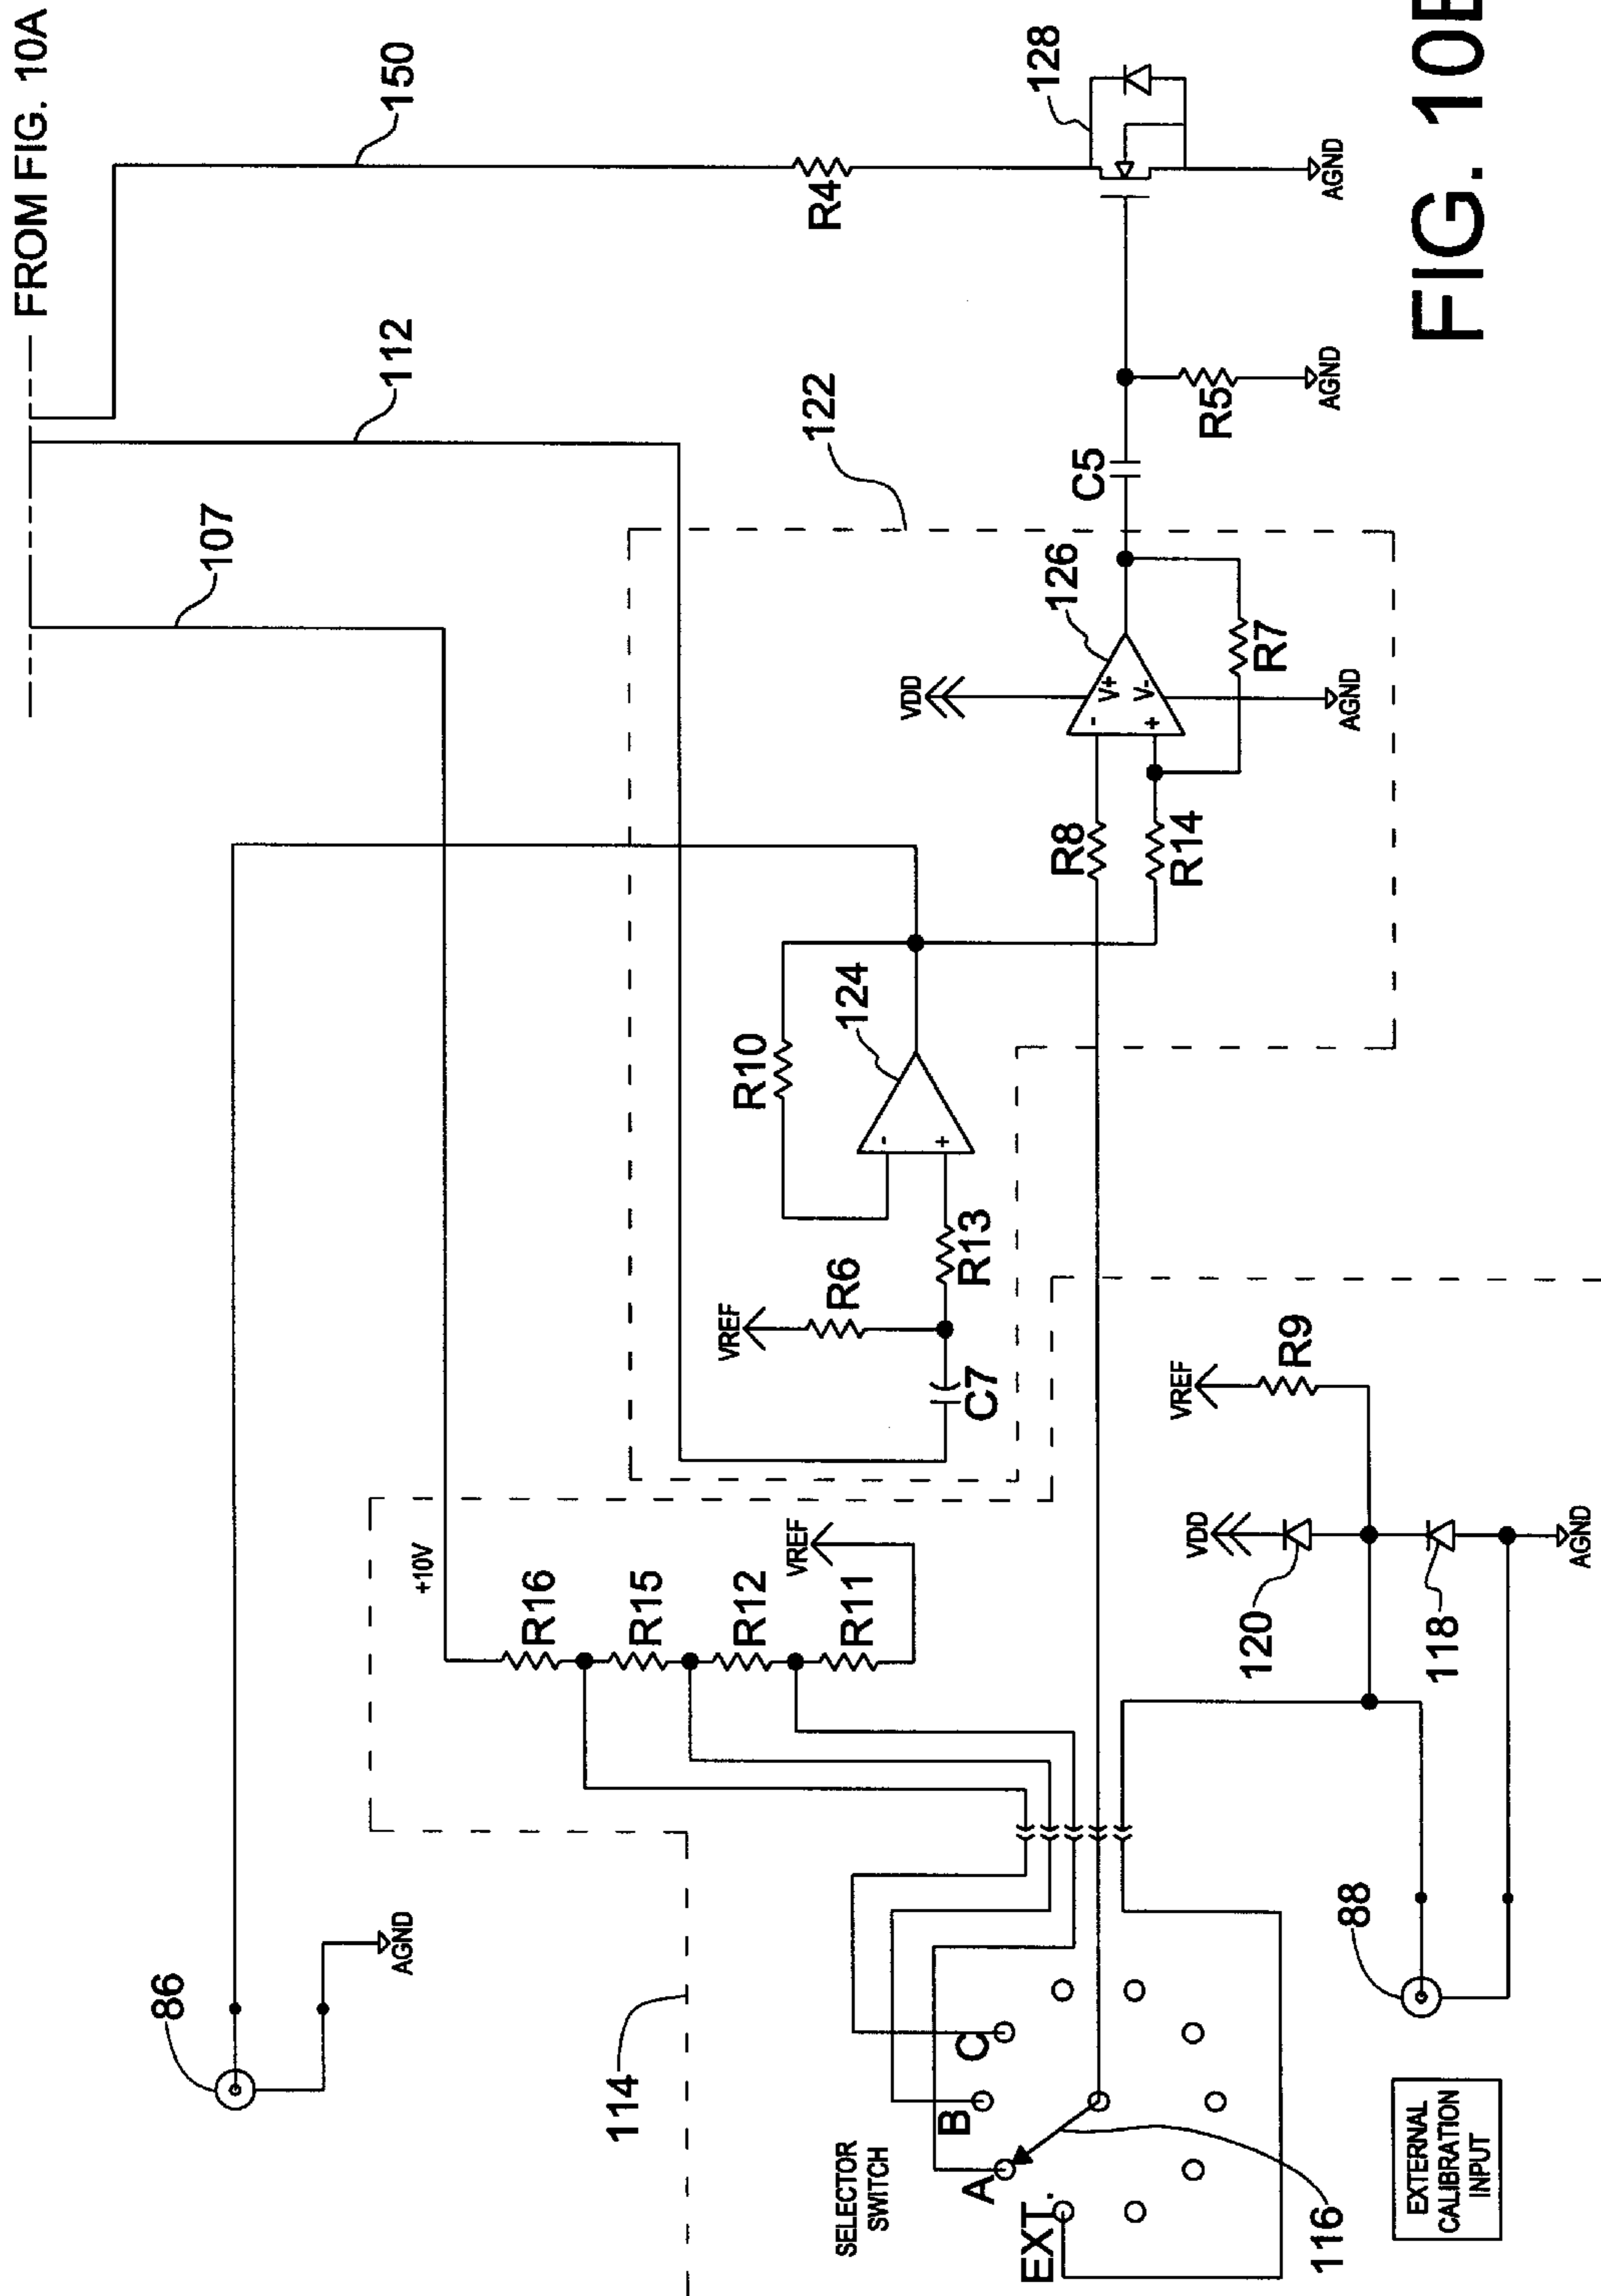 FROM FIG. 10A
150
112
107
86
AGND
+10V
R16
R15
R12
R11
VREF
114
122
VREF
R6
C7
R13
R10
124
-
+
R8
R14
126
VDD
V+
V-
-
+
R7
AGND
C5
R5
AGND
R4
128
AGND
SELECTOR
SWITCH
EXT.
A
B
C
116
EXTERNAL
CALIBRATION
INPUT
88
120
118
VDD
VREF
R9
AGND
FIG. 10B